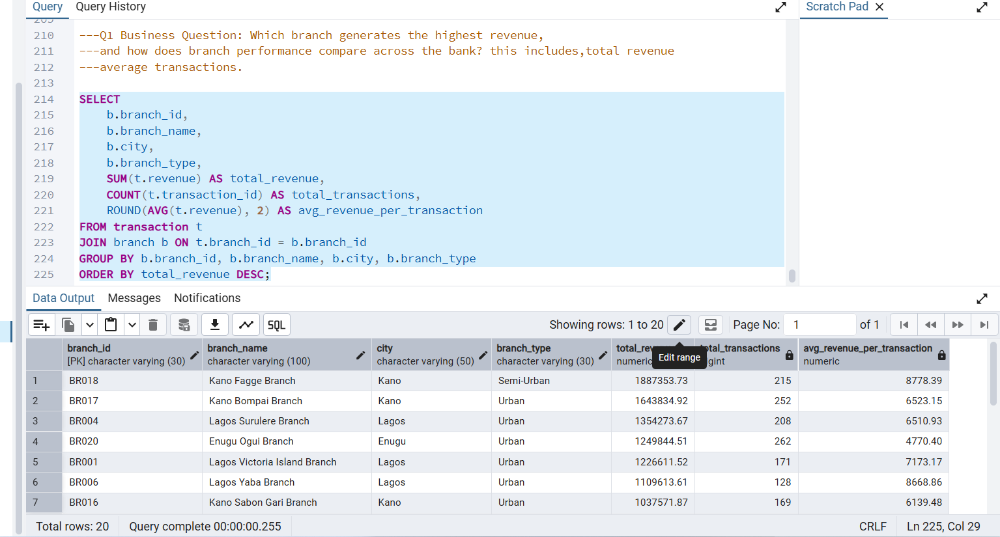 Query Query History Scratch Pad
210 ---Q1 Business Question: Which branch generates the highest revenue,
211 ---and how does branch performance compare across the bank? this includes,total revenue
212 ---average transactions.
213
214 SELECT
215 b.branch_id,
216 b.branch_name,
217 b.city,
218 b.branch_type,
219 SUM(t.revenue) AS total_revenue,
220 COUNT(t.transaction_id) AS total_transactions,
221 ROUND(AVG(t.revenue), 2) AS avg_revenue_per_transaction
222 FROM transaction t
223 JOIN branch b ON t.branch_id = b.branch_id
224 GROUP BY b.branch_id, b.branch_name, b.city, b.branch_type
225 ORDER BY total_revenue DESC;
Data Output Messages Notifications
SQL Showing rows: 1 to 20 Page No: 1 of 1
branch_id branch_name city branch_type avg_revenue_per_transaction
[PK] character varying (30) character varying (100) character varying (50) character varying (30) numeric
Edit range
1 BR018 Kano Fagge Branch Kano Semi-Urban 1887353.73 215 8778.39
2 BR017 Kano Bompai Branch Kano Urban 1643834.92 252 6523.15
3 BR004 Lagos Surulere Branch Lagos Urban 1354273.67 208 6510.93
4 BR020 Enugu Ogui Branch Enugu Urban 1249844.51 262 4770.40
5 BR001 Lagos Victoria Island Branch Lagos Urban 1226611.52 171 7173.17
6 BR006 Lagos Yaba Branch Lagos Urban 1109613.61 128 8668.86
7 BR016 Kano Sabon Gari Branch Kano Urban 1037571.87 169 6139.48
Total rows: 20 Query complete 00:00:00.255 CRLF Ln 225, Col 29